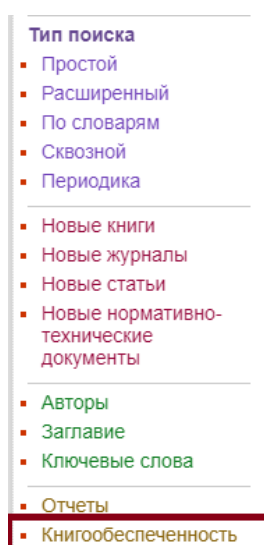 Тип поиска
Простой
Расширенный
По словарям
Сквозной
Периодика
Новые книги
Новые журналы
Новые статьи
Новые нормативно-
технические
документы
Авторы
Заглавие
Ключевые слова
Отчеты
Книгообеспеченность